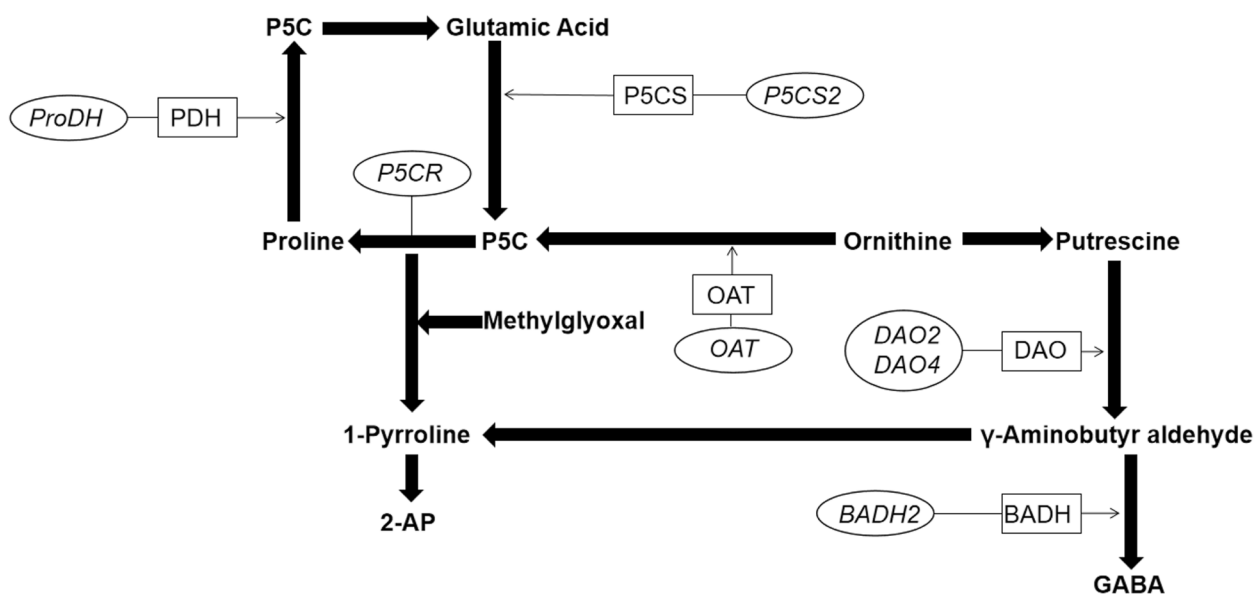 P5C
Glutamic Acid
ProDH
PDH
P5CS
P5CS2
P5CR
Proline
P5C
Ornithine
Putrescine
Methylglyoxal
OAT
OAT
DAO2
DAO4
DAO
1-Pyrroline
γ-Aminobutyr aldehyde
2-AP
BADH2
BADH
GABA